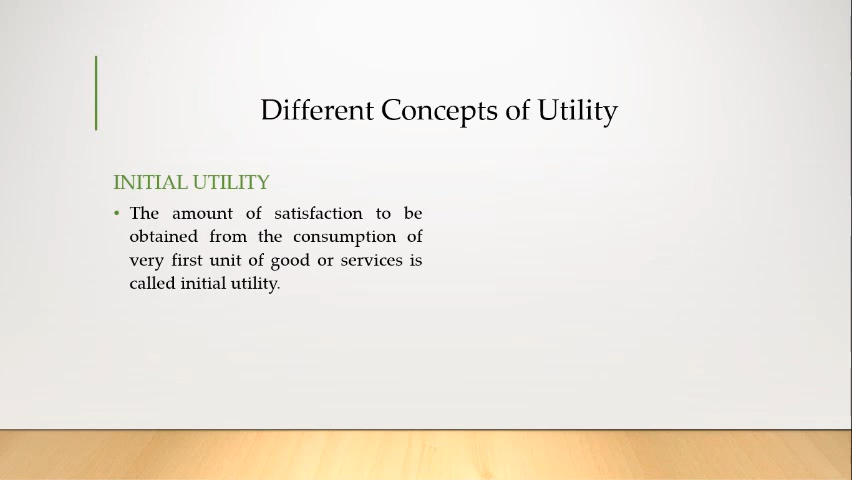 Different Concepts of Utility
INITIAL UTILITY
• The amount of satisfaction to be
obtained from the consumption of
very first unit of good or services is
called initial utility.